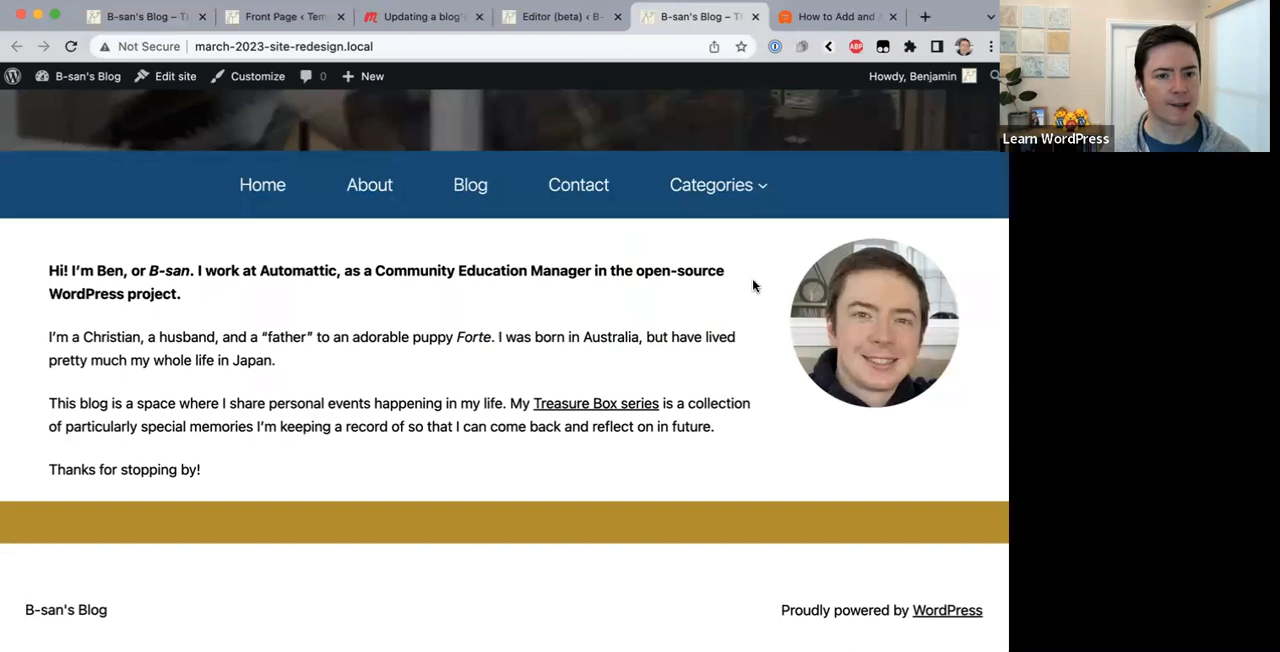 B-san's Blog – Ti
Front Page ‹ Tem
Updating a blog'
Editor (beta) ‹ B-
B-san's Blog – Ti
How to Add and
Not Secure
march-2023-site-redesign.local
ABP
B-san's Blog
Edit site
Customize
0
New
Howdy, Benjamin
Learn WordPress
Home
About
Blog
Contact
Categories
Hi! I'm Ben, or B-san. I work at Automattic, as a Community Education Manager in the open-source
WordPress project.
I'm a Christian, a husband, and a “father” to an adorable puppy Forte. I was born in Australia, but have lived
pretty much my whole life in Japan.
This blog is a space where I share personal events happening in my life. My Treasure Box series is a collection
of particularly special memories I'm keeping a record of so that I can come back and reflect on in future.
Thanks for stopping by!
B-san's Blog
Proudly powered by WordPress